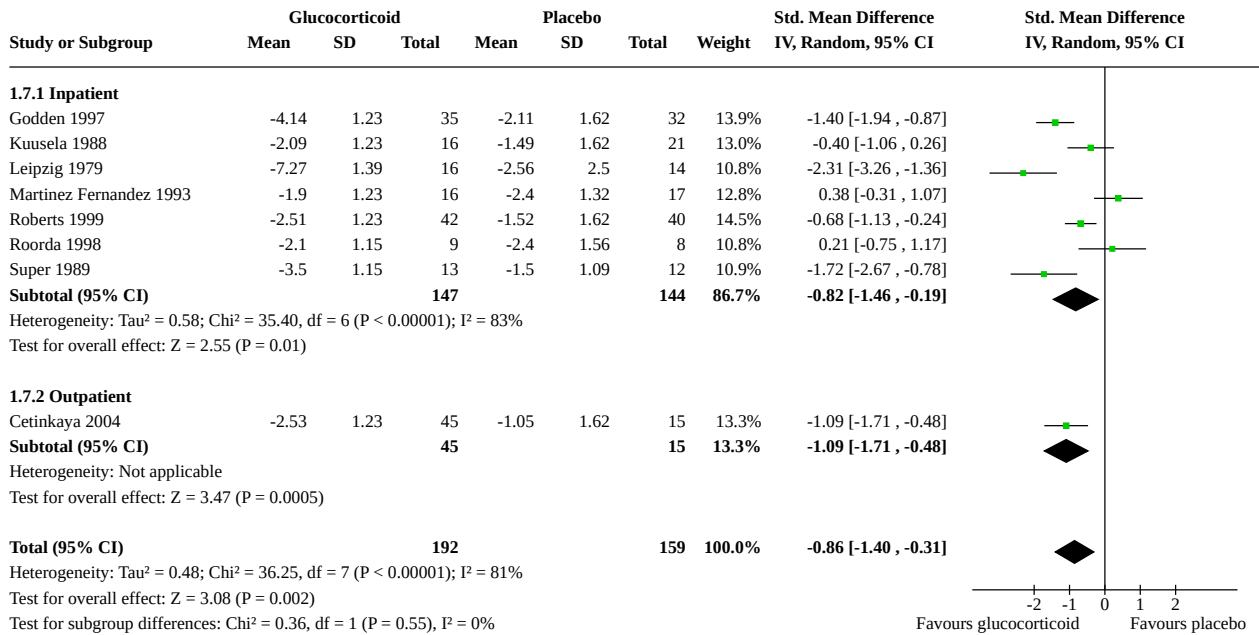 Glucocorticoid Placebo Std. Mean Difference Std. Mean Difference
Study or Subgroup Mean SD Total Mean SD Total Weight IV, Random, 95% CI IV, Random, 95% CI
1.7.1 Inpatient
Godden 1997 -4.14 1.23 35 -2.11 1.62 32 13.9% -1.40 [-1.94 , -0.87]
Kuusela 1988 -2.09 1.23 16 -1.49 1.62 21 13.0% -0.40 [-1.06 , 0.26]
Leipzig 1979 -7.27 1.39 16 -2.56 2.5 14 10.8% -2.31 [-3.26 , -1.36]
Martinez Fernandez 1993 -1.9 1.23 16 -2.4 1.32 17 12.8% 0.38 [-0.31 , 1.07]
Roberts 1999 -2.51 1.23 42 -1.52 1.62 40 14.5% -0.68 [-1.13 , -0.24]
Roorda 1998 -2.1 1.15 9 -2.4 1.56 8 10.8% 0.21 [-0.75 , 1.17]
Super 1989 -3.5 1.15 13 -1.5 1.09 12 10.9% -1.72 [-2.67 , -0.78]
Subtotal (95% CI) 147 144 86.7% -0.82 [-1.46 , -0.19]
Heterogeneity: Tau² = 0.58; Chi² = 35.40, df = 6 (P < 0.00001); I² = 83%
Test for overall effect: Z = 2.55 (P = 0.01)
1.7.2 Outpatient
Cetinkaya 2004 -2.53 1.23 45 -1.05 1.62 15 13.3% -1.09 [-1.71 , -0.48]
Subtotal (95% CI) 45 15 13.3% -1.09 [-1.71 , -0.48]
Heterogeneity: Not applicable
Test for overall effect: Z = 3.47 (P = 0.0005)
Total (95% CI) 192 159 100.0% -0.86 [-1.40 , -0.31]
Heterogeneity: Tau² = 0.48; Chi² = 36.25, df = 7 (P < 0.00001); I² = 81%
Test for overall effect: Z = 3.08 (P = 0.002)
-2 -1 0 1 2
Test for subgroup differences: Chi² = 0.36, df = 1 (P = 0.55), I² = 0% Favours glucocorticoid Favours placebo